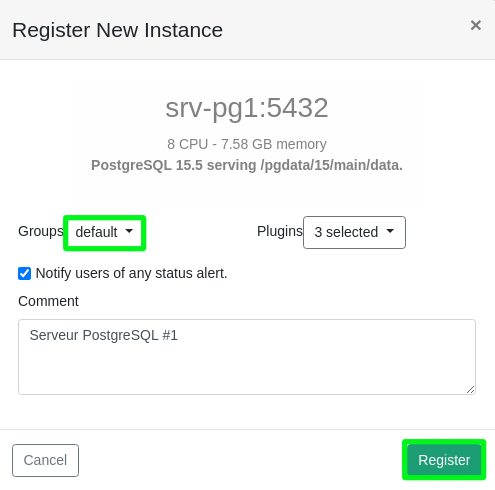 Register New Instance ×
srv-pg1:5432
8 CPU - 7.58 GB memory
PostgreSQL 15.5 serving /pgdata/15/main/data.
Groups default Plugins 3 selected
Notify users of any status alert.
Comment
Serveur PostgreSQL #1
Cancel Register